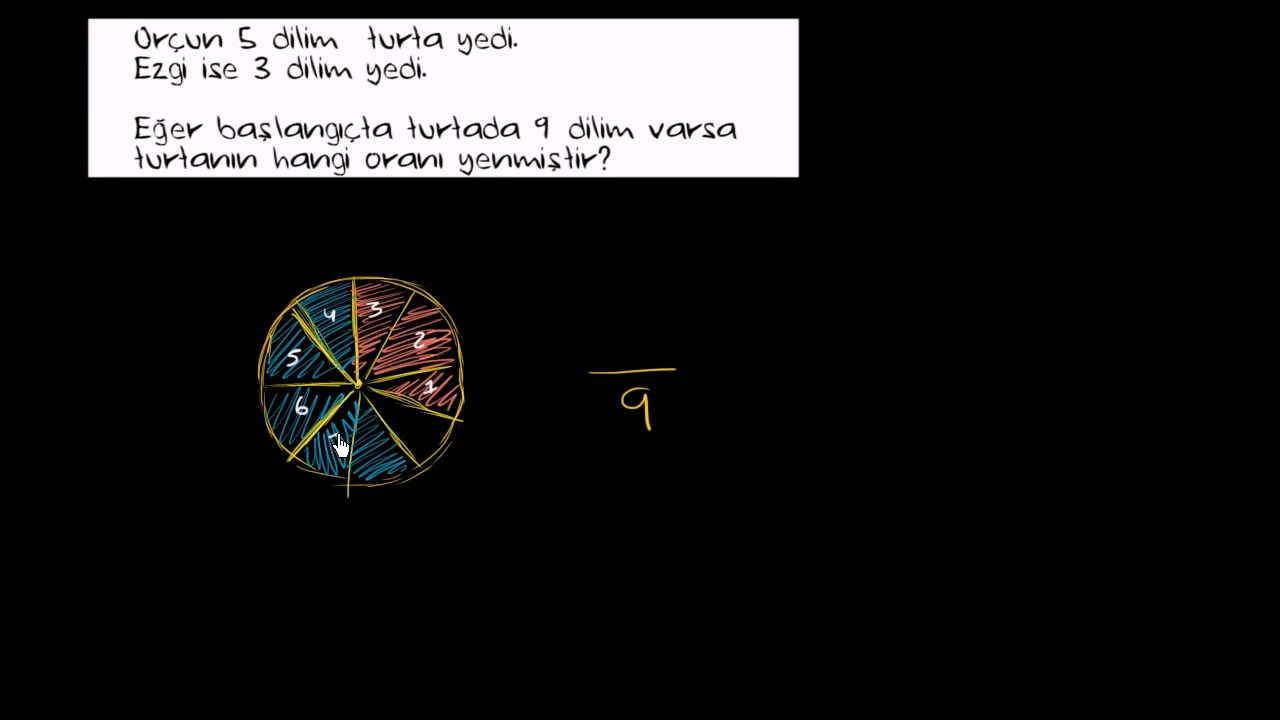 Orçun 5 dilim turta yedi.
Ezgi ise 3 dilim yedi.
Eğer başlangıçta turtada 9 dilim varsa
turtanın hangi oranı yenmiştir?
4 3
5 2
6 1
9